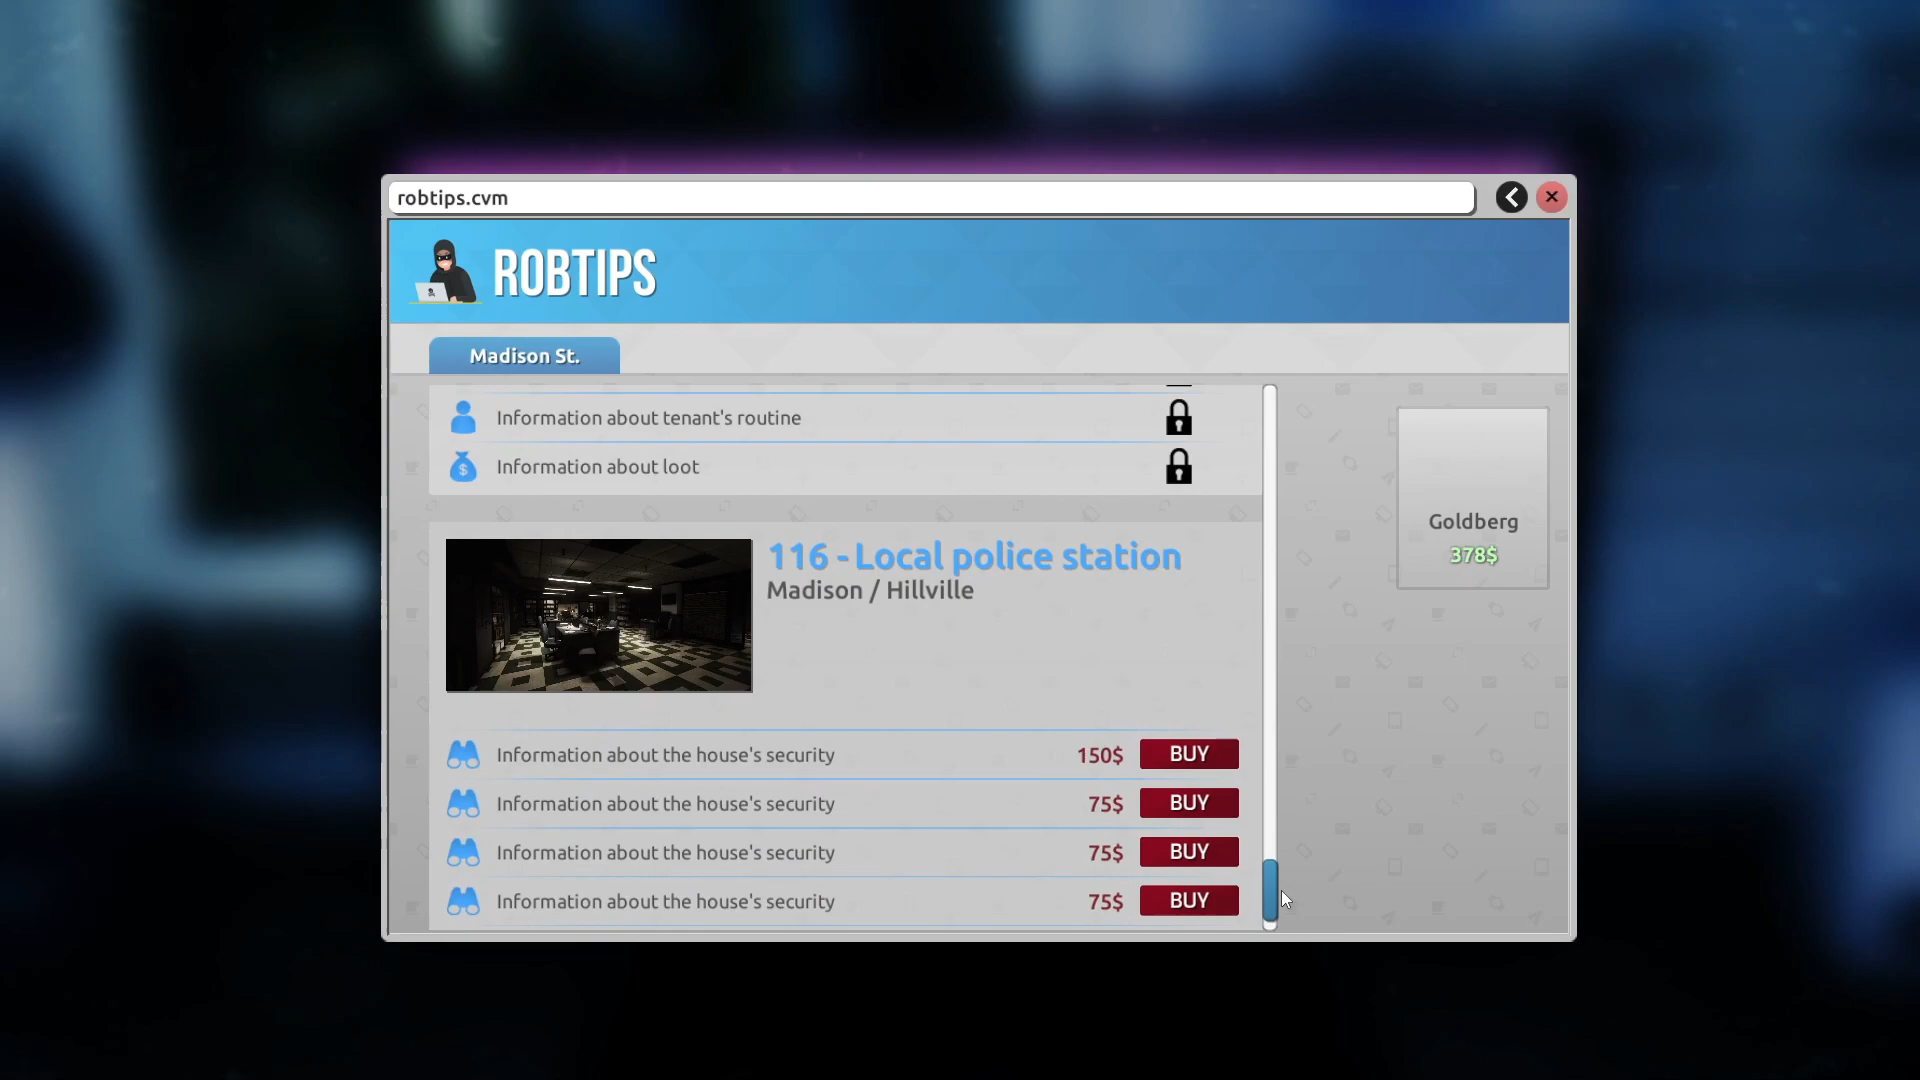 robtips.cvm
ROBTIPS
Madison St.
Information about tenant's routine
$ Information about loot
Goldberg
378$
116 - Local police station
Madison / Hillville
Information about the house's security 150$ BUY
Information about the house's security 75$ BUY
Information about the house's security 75$ BUY
Information about the house's security 75$ BUY